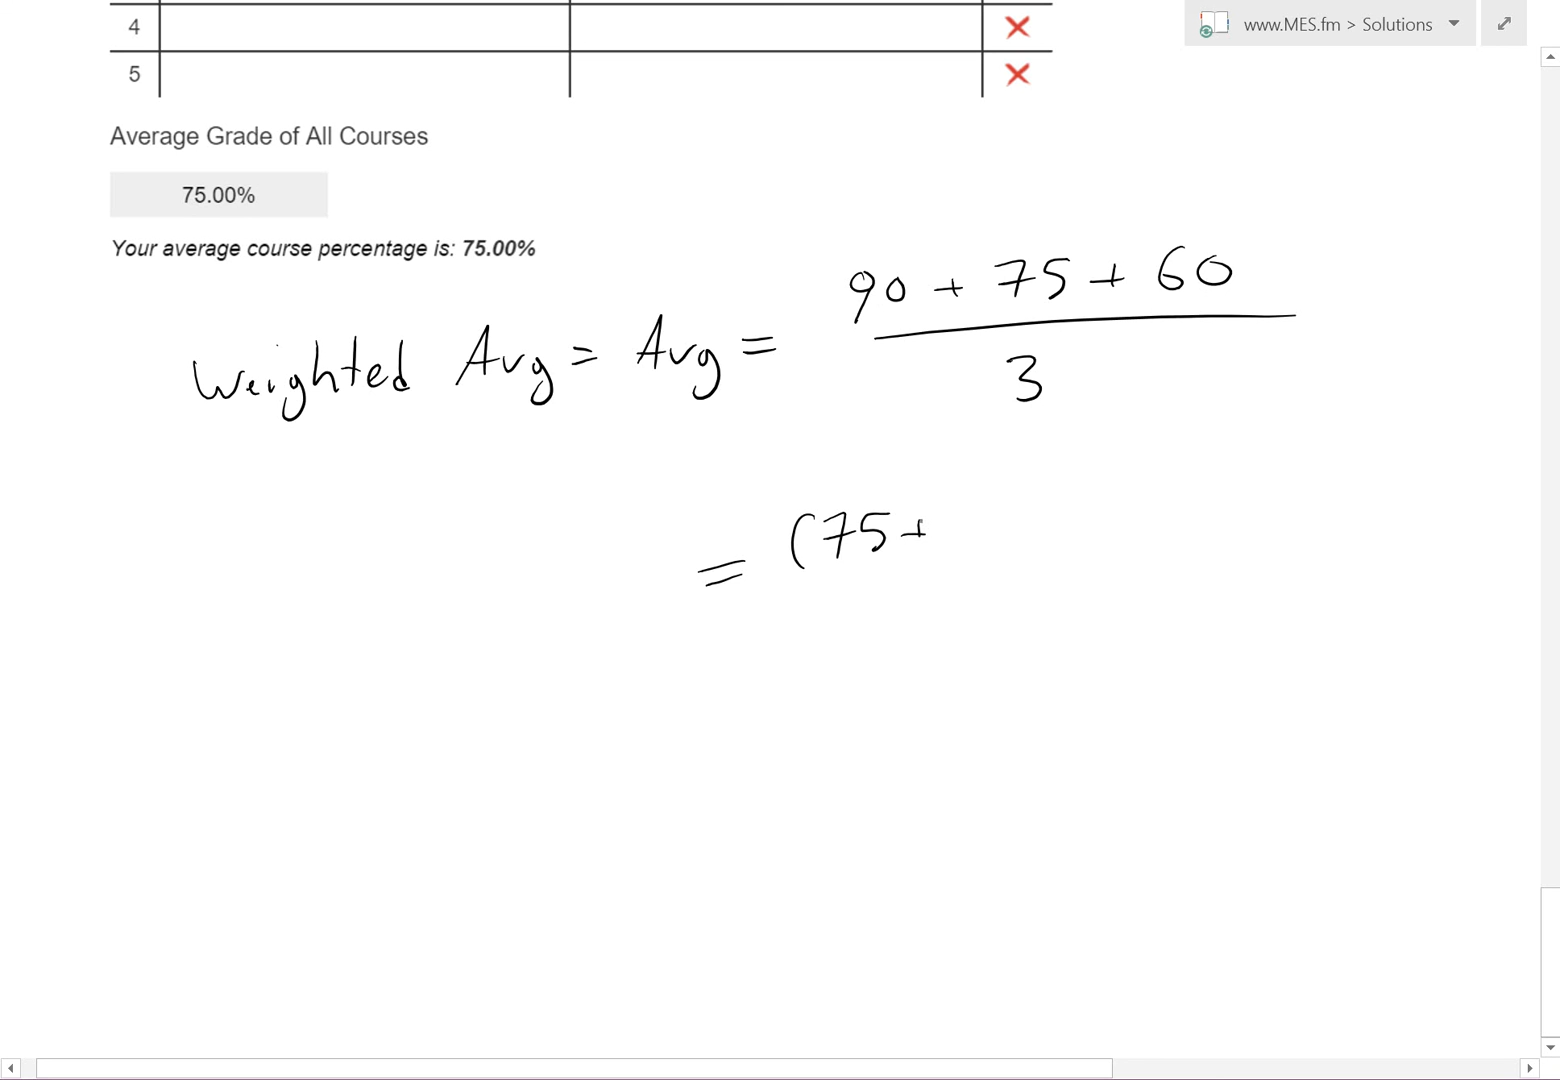 www.MES.fm > Solutions
4
5
Average Grade of All Courses
75.00%
Your average course percentage is: 75.00%
90 + 75 + 60
Weighted Avg = Avg =
3
= (75+